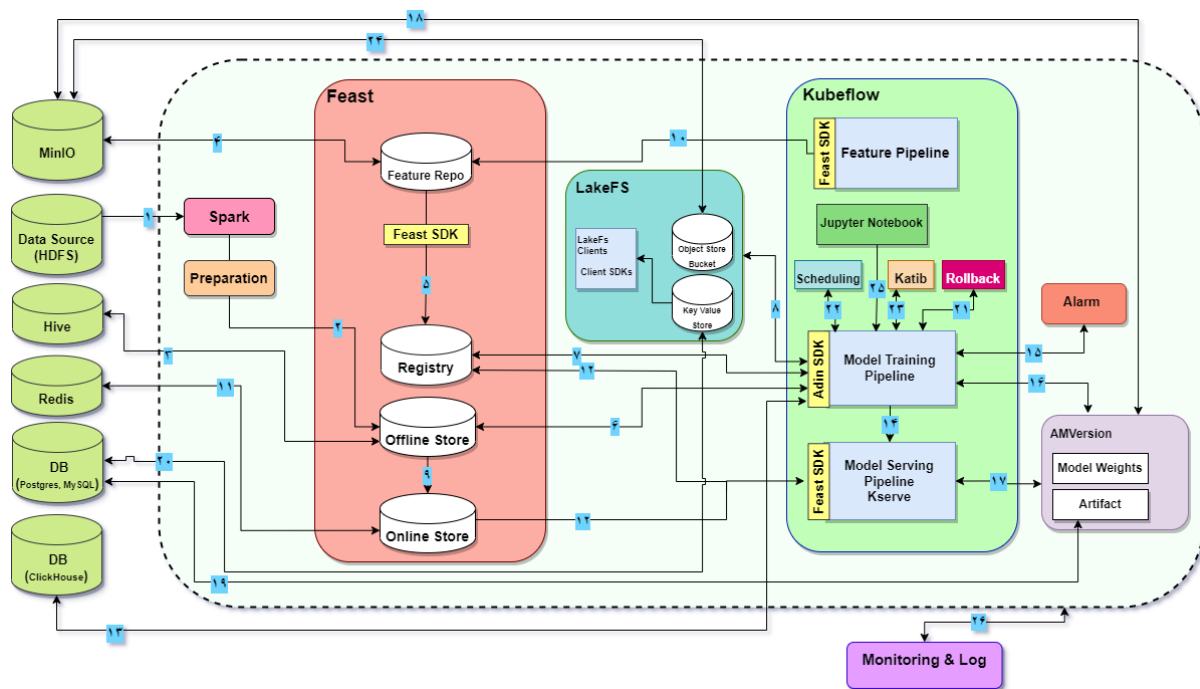 ۱۸
۲۴
Feast
Kubeflow
MinIO
۴
Feature Repo
۱۰
Feast SDK
Feature Pipeline
LakeFS
Data Source
(HDFS)
۱
Spark
Feast SDK
Jupyter Notebook
LakeFs
Clients
Client SDKs
Object Store
Bucket
Preparation
۵
Scheduling
۲۵
Katib
Rollback
Alarm
Hive
۲
۳
Key Value
Store
۸
۲۲
۲۳
۲۱
Registry
۷
۱۲
Adin SDK
Model Training
Pipeline
۱۵
۱۶
Redis
۱۱
Offline Store
۶
۱۴
AMVersion
DB
(Postgres, MySQL)
۲۰
۹
Feast SDK
Model Serving
Pipeline
Kserve
۱۷
Model Weights
Artifact
Online Store
۱۲
DB
(ClickHouse)
۱۹
۱۳
۲۶
Monitoring & Log